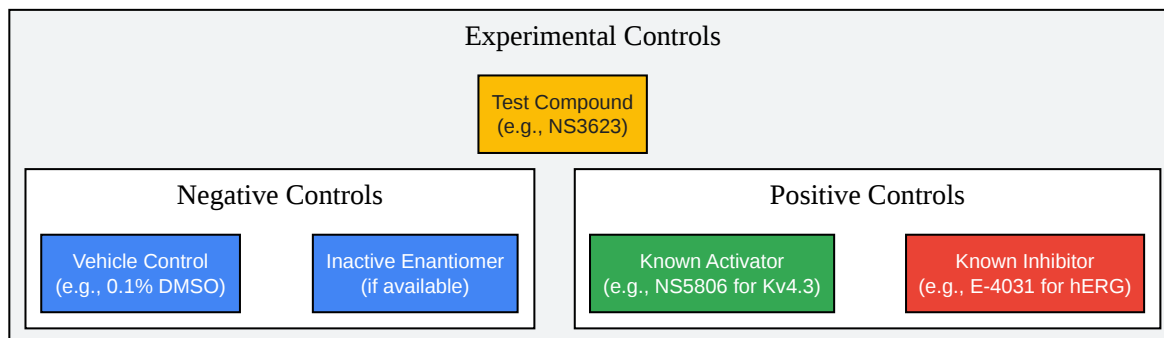 Experimental Controls
Test Compound
(e.g., NS3623)
Negative Controls
Vehicle Control
(e.g., 0.1% DMSO)
Inactive Enantiomer
(if available)
Positive Controls
Known Activator
(e.g., NS5806 for Kv4.3)
Known Inhibitor
(e.g., E-4031 for hERG)